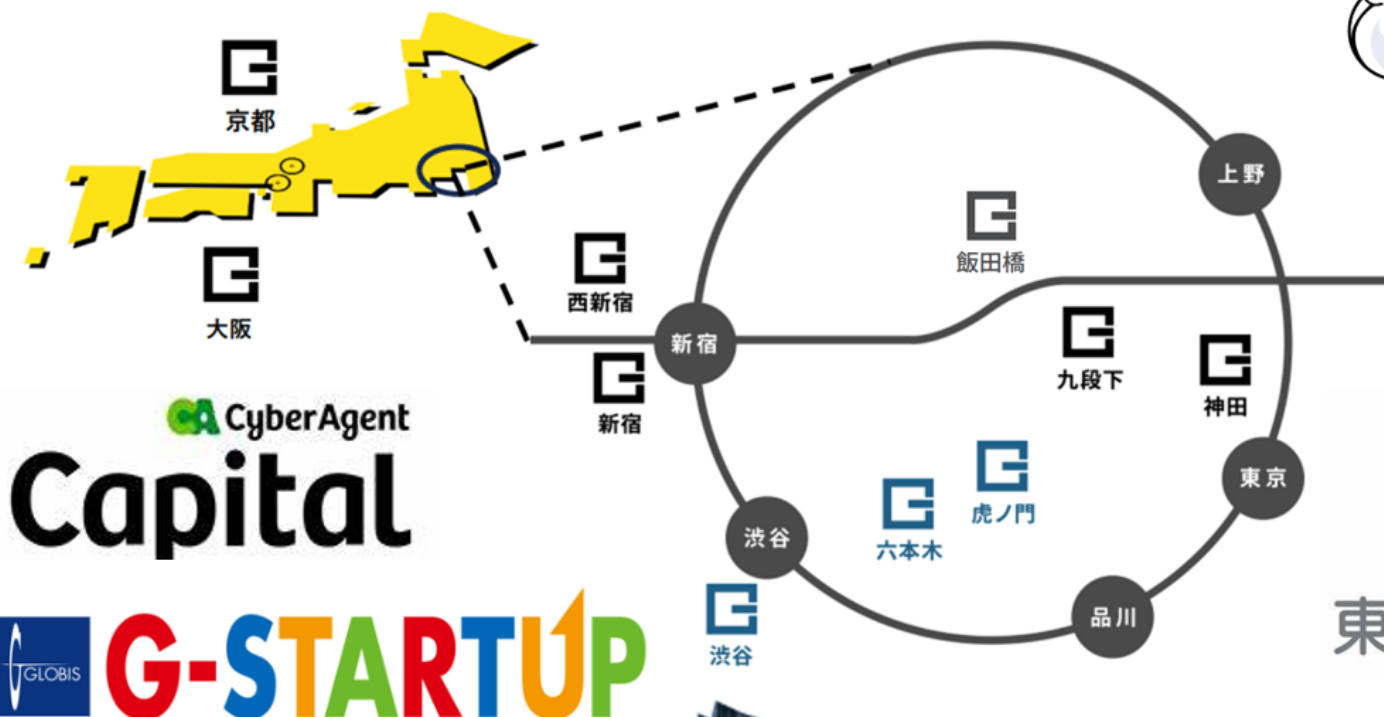 京都
大阪
西新宿
新宿
新宿
上野
飯田橋
九段下
神田
東京
虎ノ門
六本木
渋谷
渋谷
品川
CA CyberAgent
Capital
GLOBIS
G-STARTUP
東